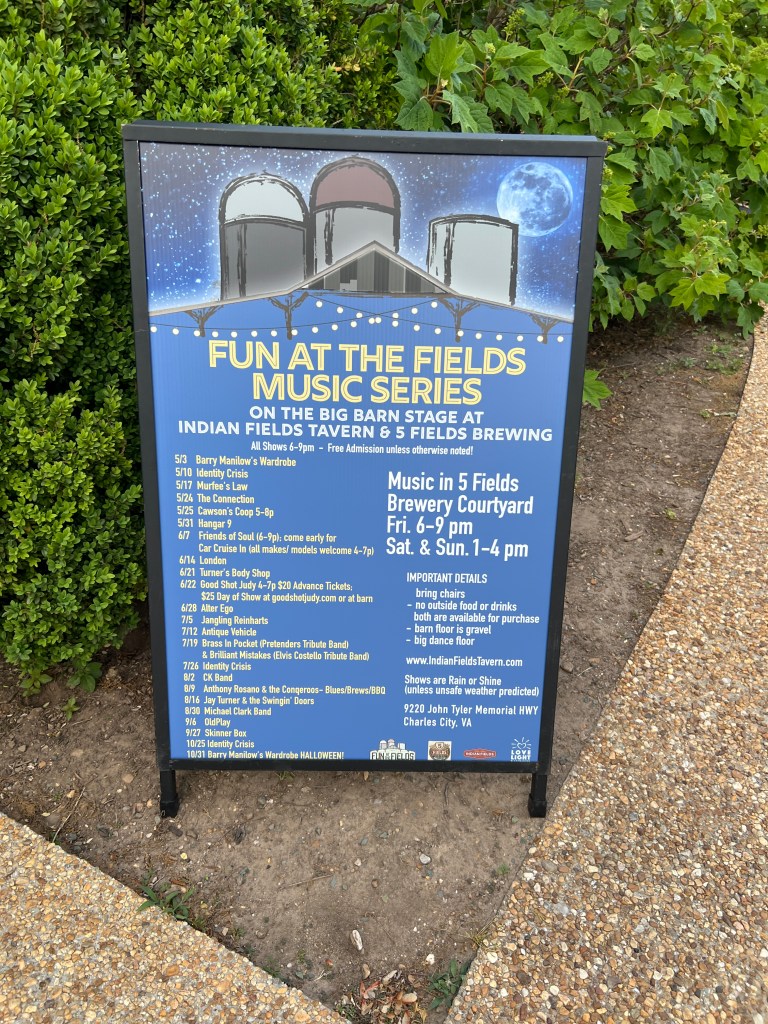 FUN AT THE FIELDS
MUSIC SERIES
ON THE BIG BARN STAGE AT
INDIAN FIELDS TAVERN & 5 FIELDS BREWING
All Shows 6-9pm – Free Admission unless otherwise noted!
5/3 Barry Manilow's Wardrobe
5/10 Identity Crisis
5/17 Murfee's Law
5/24 The Connection
5/25 Cawson's Coop 5-8p
5/31 Hangar 9
6/7 Friends of Soul (6-9p); come early for
Car Cruise In (all makes/ models welcome 4-7p)
6/14 London
6/21 Turner's Body Shop
6/22 Good Shot Judy 4-7p $20 Advance Tickets;
$25 Day of Show at goodshotjudy.com or at barn
6/28 Alter Ego
7/5 Jangling Reinharts
7/12 Antique Vehicle
7/19 Brass In Pocket (Pretenders Tribute Band)
& Brilliant Mistakes (Elvis Costello Tribute Band)
7/26 Identity Crisis
8/2 CK Band
8/9 Anthony Rosano & the Conqeroos- Blues/Brews/BBQ
8/16 Jay Turner & the Swingin' Doors
8/30 Michael Clark Band
9/6 OldPlay
9/27 Skinner Box
10/25 Identity Crisis
10/31 Barry Manilow's Wardrobe HALLOWEEN!
Music in 5 Fields
Brewery Courtyard
Fri. 6-9 pm
Sat. & Sun. 1-4 pm
IMPORTANT DETAILS
bring chairs
– no outside food or drinks
both are available for purchase
– barn floor is gravel
– big dance floor
www.IndianFieldsTavern.com
Shows are Rain or Shine
(unless unsafe weather predicted)
9220 John Tyler Memorial HWY
Charles City, VA
FUN AT THE FIELDS
FIELDS
INDIAN FIELDS
LOVE
LIGHT